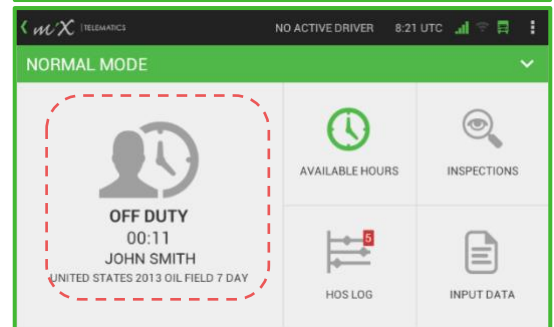 mix TELEMATICS NO ACTIVE DRIVER 8:21 UTC
NORMAL MODE
OFF DUTY
00:11
JOHN SMITH
UNITED STATES 2013 OIL FIELD 7 DAY
AVAILABLE HOURS
INSPECTIONS
5
HOS LOG
INPUT DATA